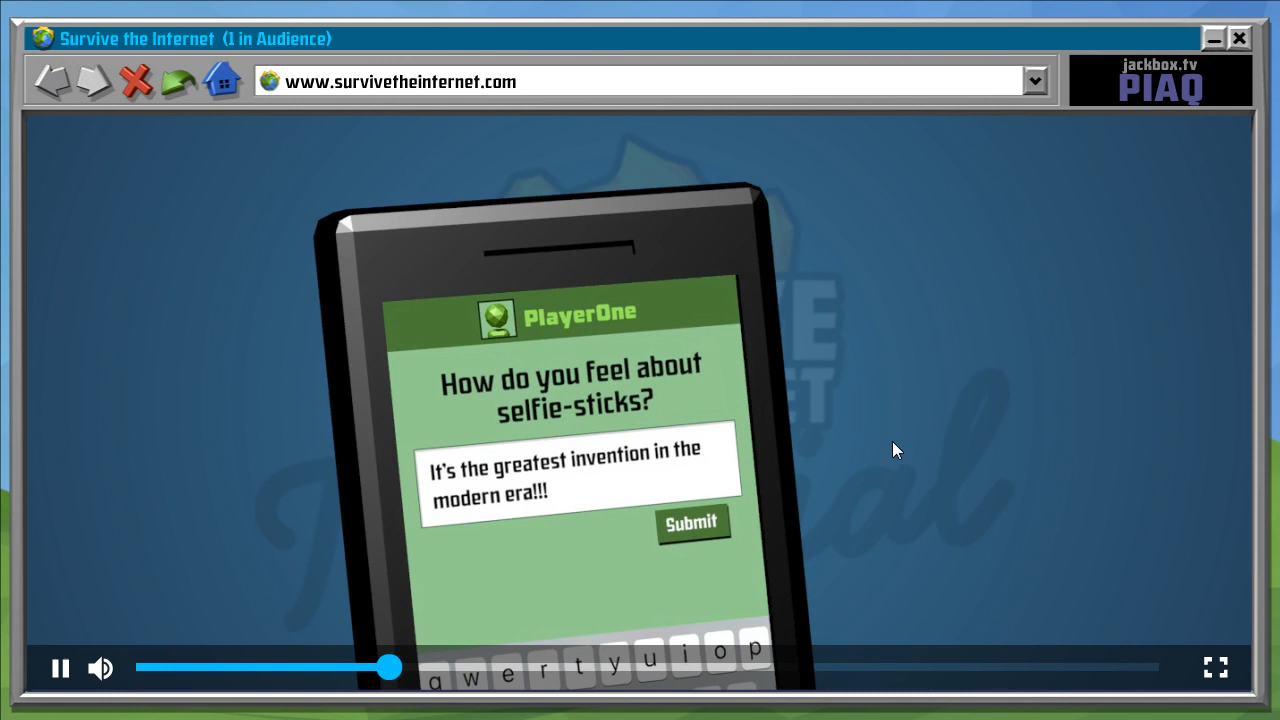 Survive the Internet (1 in Audience)
www.survivetheinternet.com
jackbox.tv
PIAQ
PlayerOne
How do you feel about
selfie-sticks?
It's the greatest invention in the
modern era!!!
Submit
q w e r t y u i o p